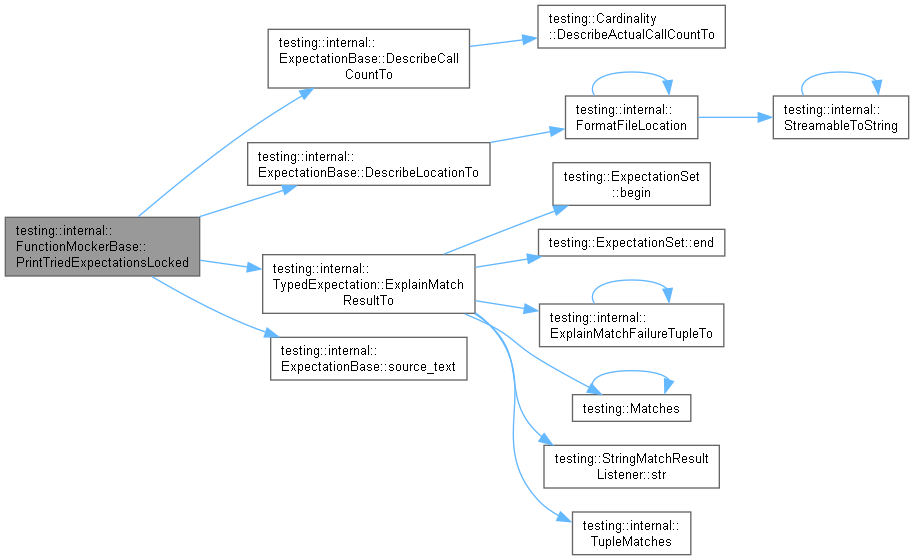 testing::internal::
FunctionMockerBase::
PrintTriedExpectationsLocked
testing::internal::
ExpectationBase::DescribeCall
CountTo
testing::Cardinality
::DescribeActualCallCountTo
testing::internal::
ExpectationBase::DescribeLocationTo
testing::internal::
FormatFileLocation
testing::internal::
StreamableToString
testing::internal::
TypedExpectation::ExplainMatch
ResultTo
testing::ExpectationSet
::begin
testing::ExpectationSet::end
testing::internal::
ExplainMatchFailureTupleTo
testing::Matches
testing::StringMatchResult
Listener::str
testing::internal::
TupleMatches
testing::internal::
ExpectationBase::source_text